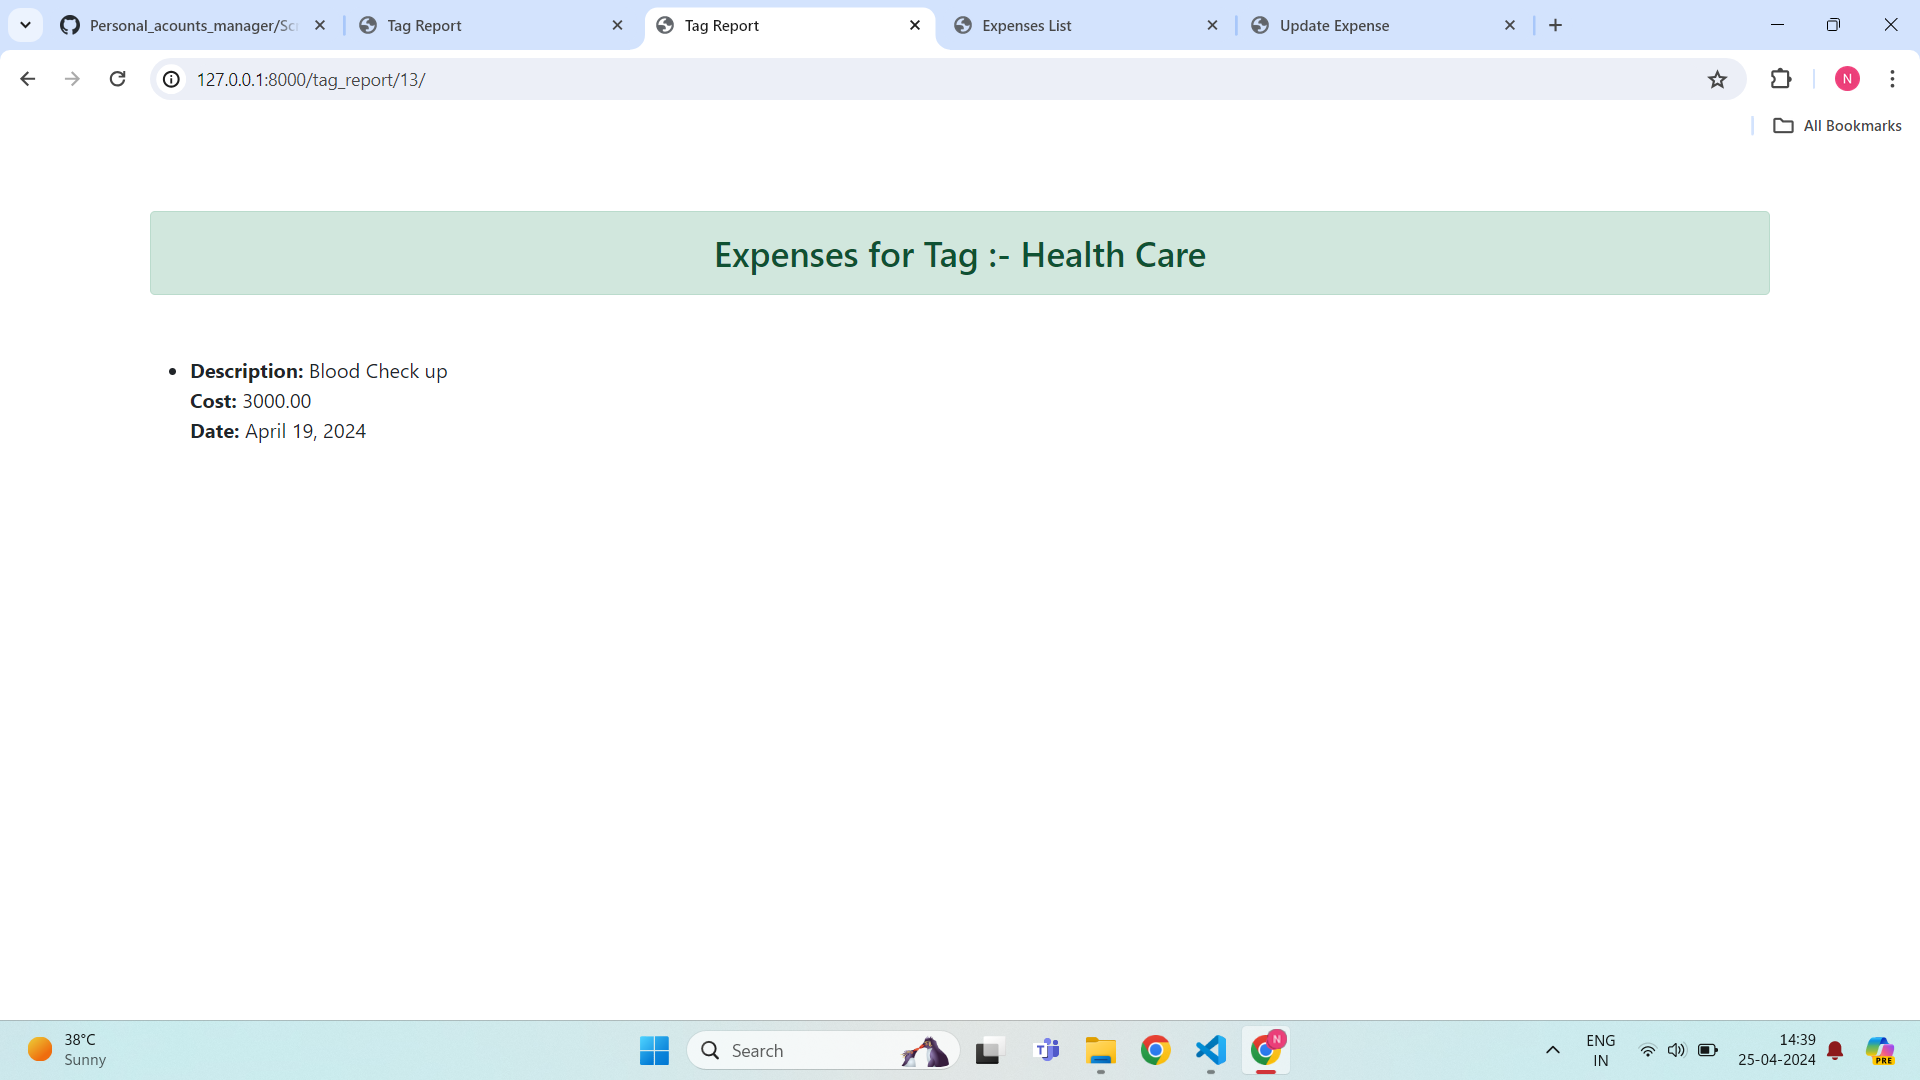 Personal_acounts_manager/Scr
Tag Report
Tag Report
Expenses List
Update Expense
127.0.0.1:8000/tag_report/13/
N
All Bookmarks
Expenses for Tag :- Health Care
Description: Blood Check up
Cost: 3000.00
Date: April 19, 2024
38°C
Sunny
Search
T
N
ENG
IN
14:39
25-04-2024
PRE